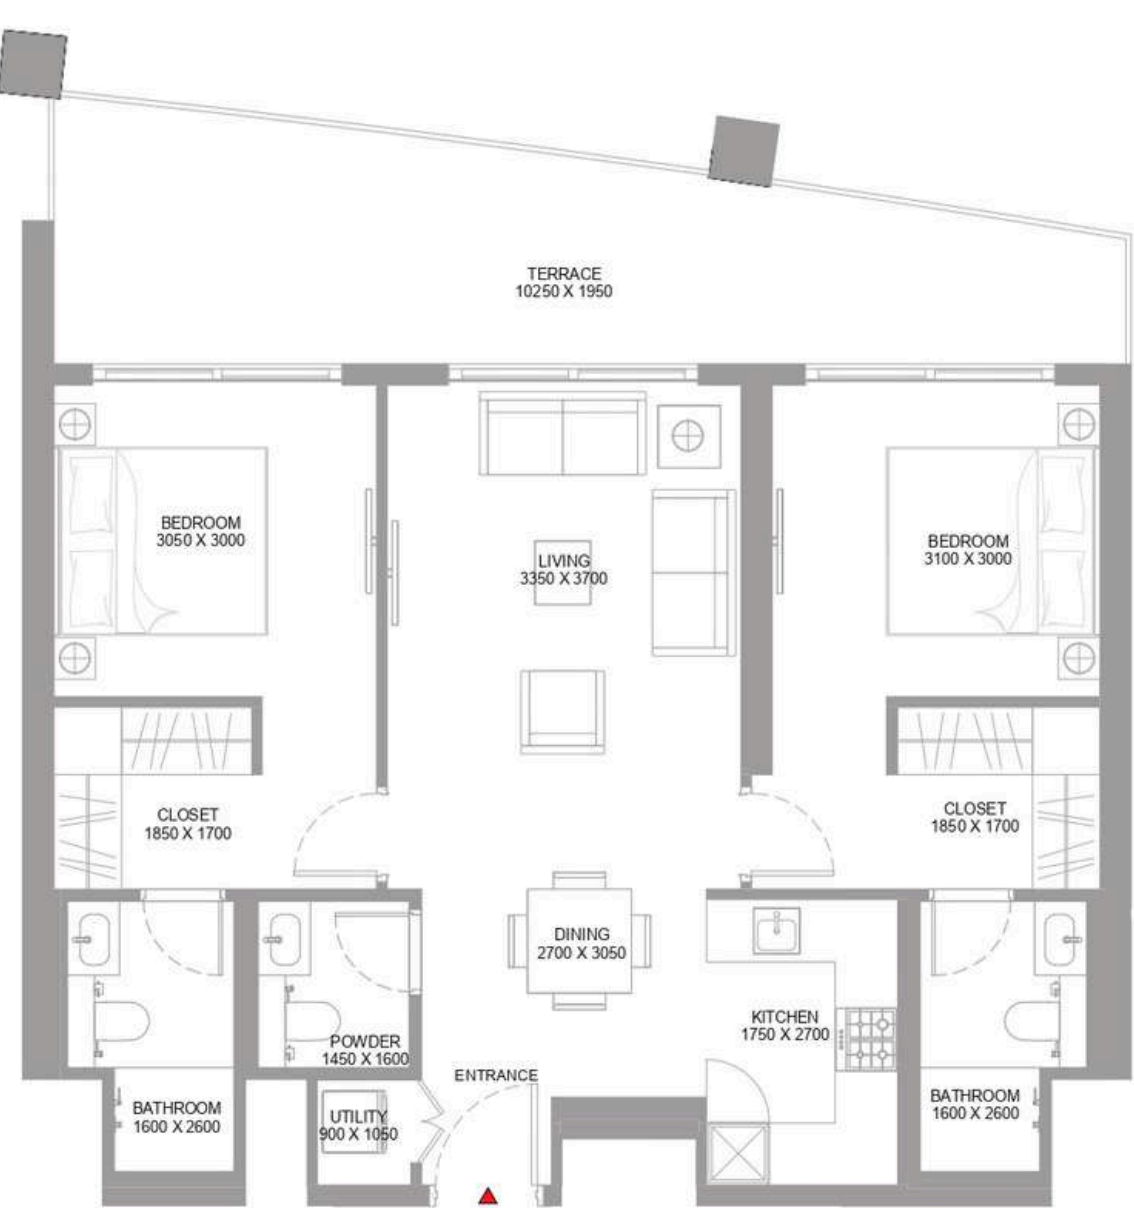 TERRACE
10250 X 1950
BEDROOM
3050 X 3000
LIVING
3350 X 3700
BEDROOM
3100 X 3000
CLOSET
1850 X 1700
CLOSET
1850 X 1700
DINING
2700 X 3050
KITCHEN
1750 X 2700
POWDER
1450 X 1600
ENTRANCE
BATHROOM
1600 X 2600
UTILITY
900 X 1050
BATHROOM
1600 X 2600